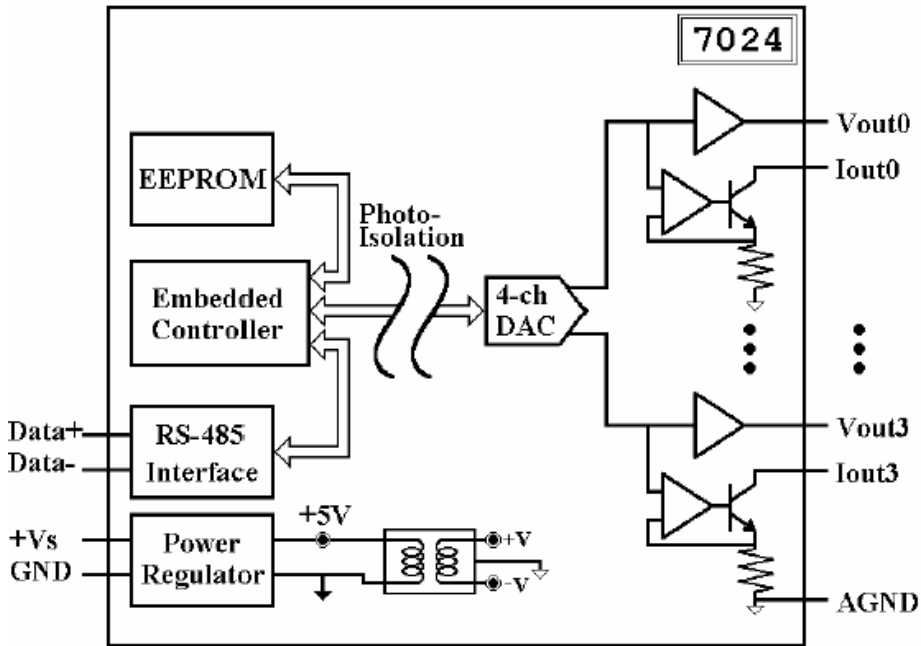 7024
Vout0
Iout0
EEPROM
Photo-
Isolation
Embedded
Controller
4-ch
DAC
Data+
Data-
RS-485
Interface
Vout3
Iout3
+5V
+Vs
GND
Power
Regulator
+V
-V
AGND